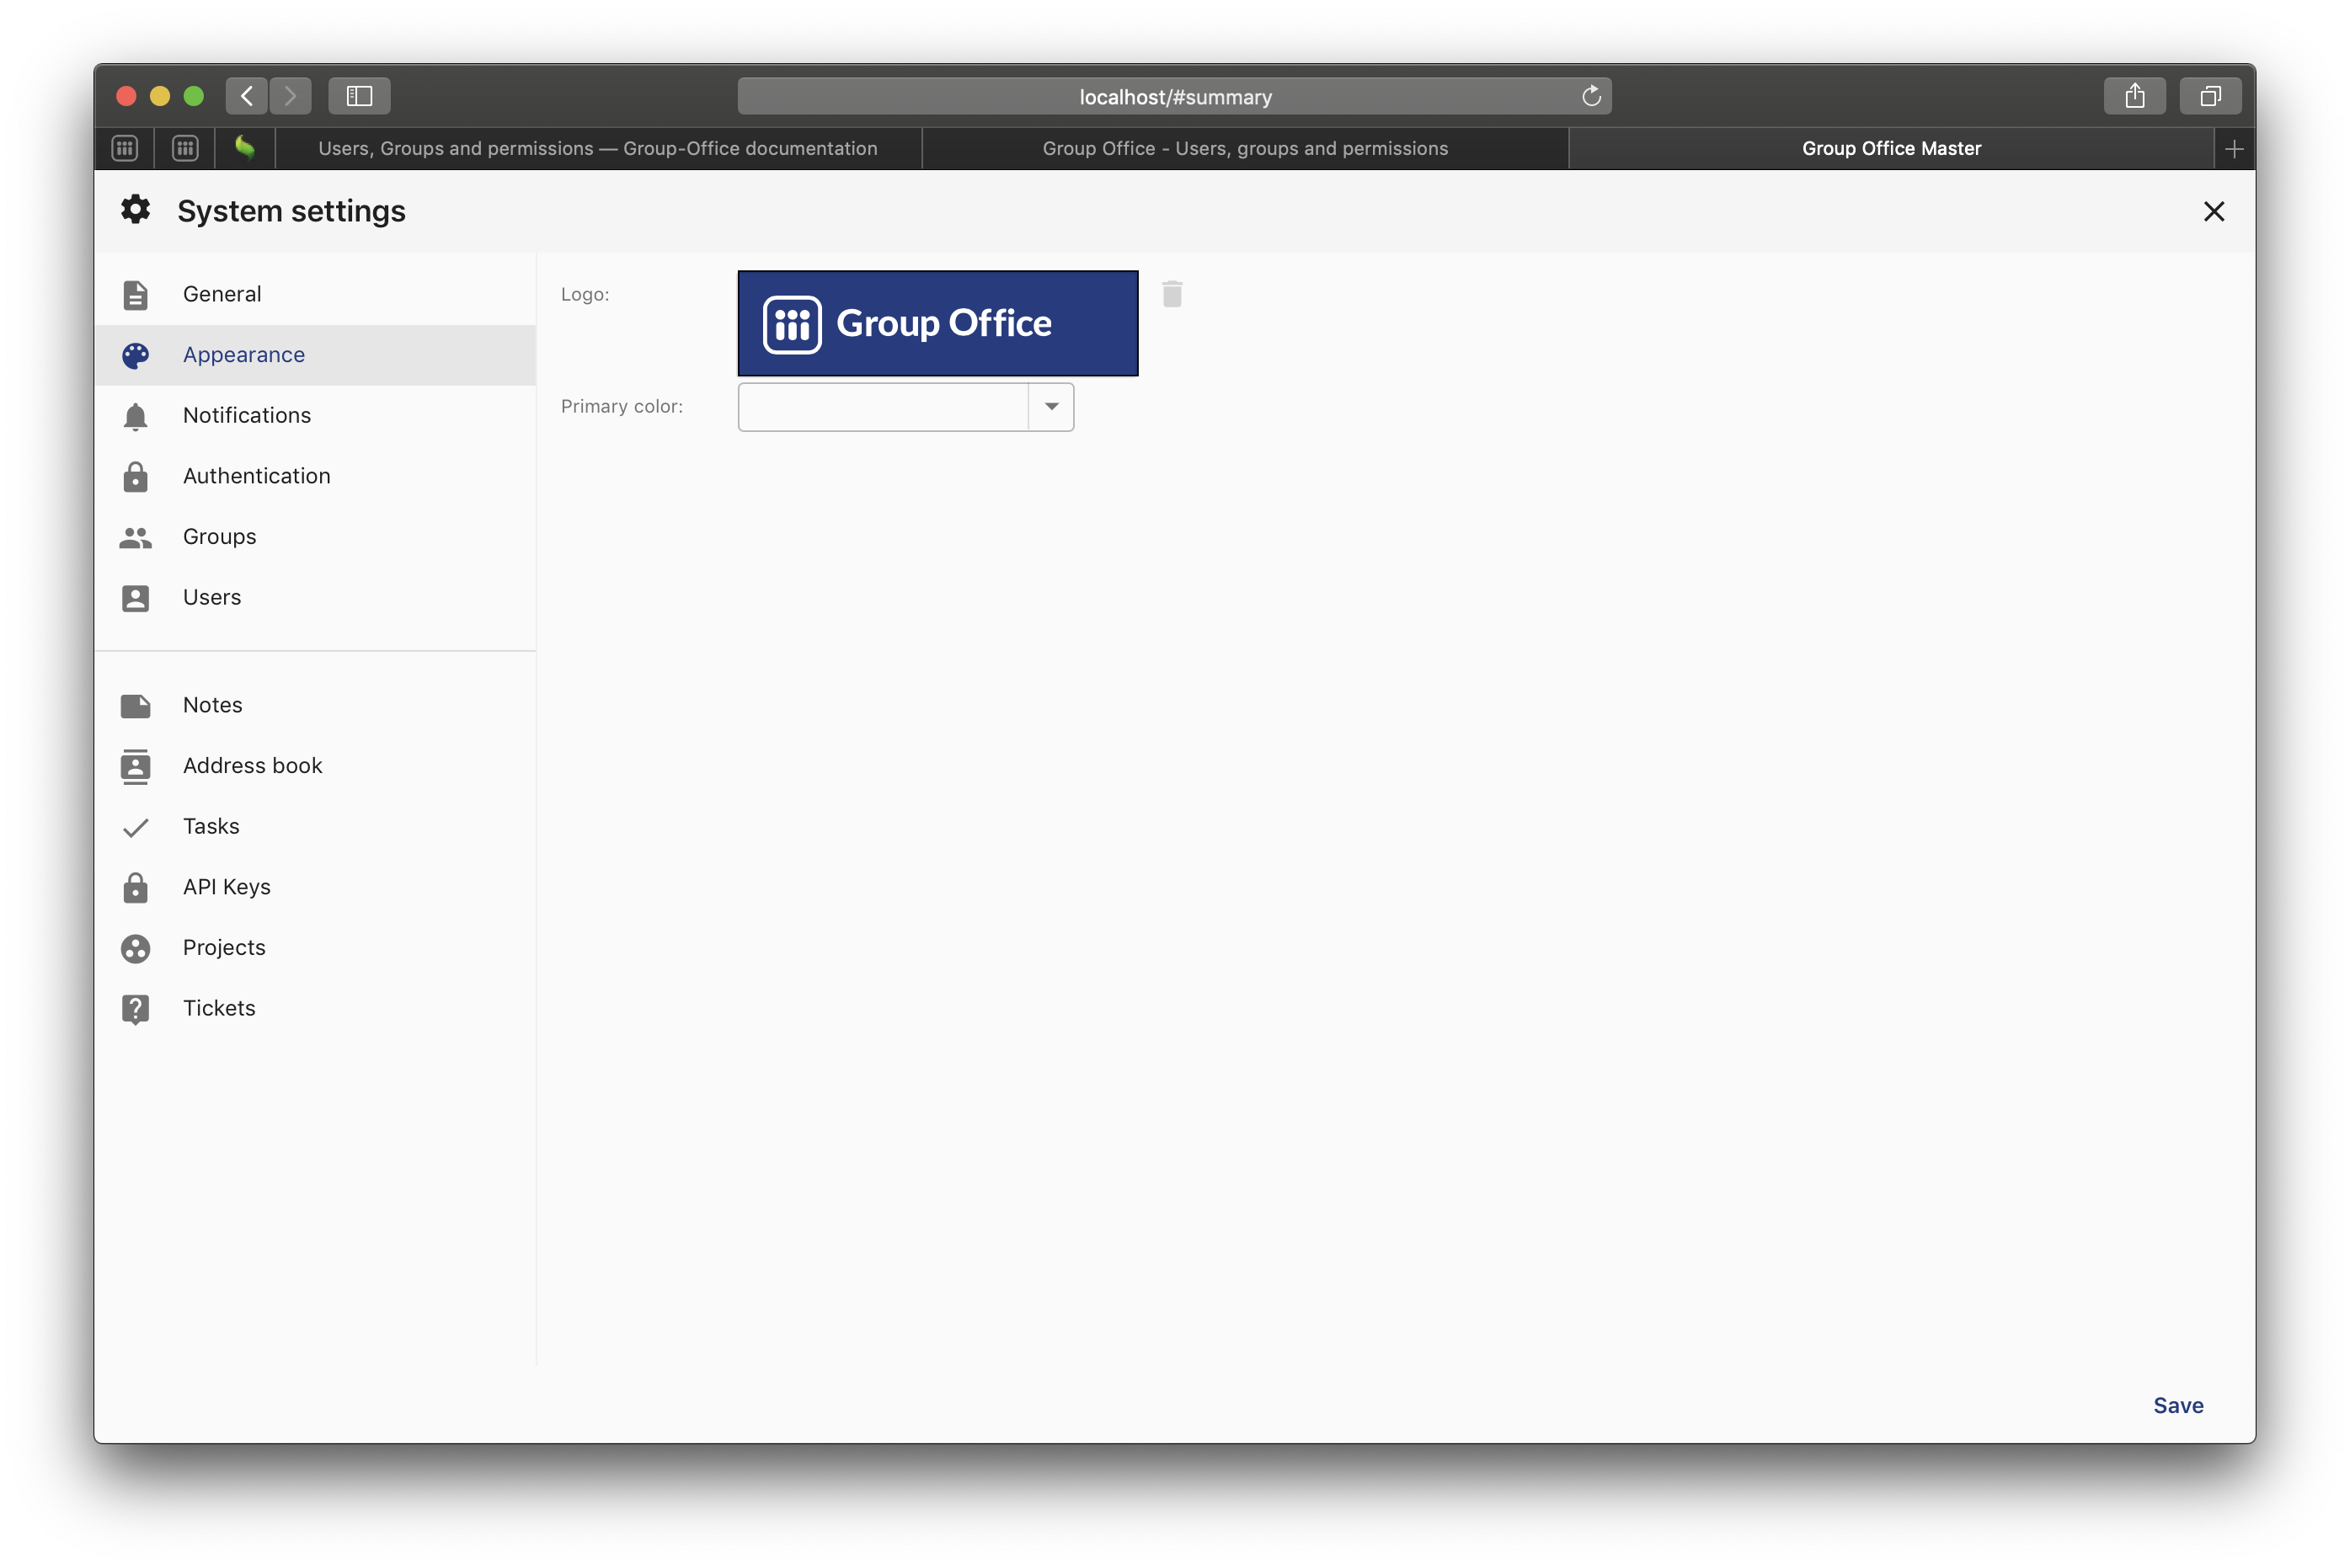 localhost/#summary
Users, Groups and permissions — Group-Office documentation
Group Office - Users, groups and permissions
Group Office Master
System settings
General
Appearance
Notifications
Authentication
Groups
Users
Notes
Address book
Tasks
API Keys
Projects
Tickets
Logo:
Group Office
Primary color:
Save